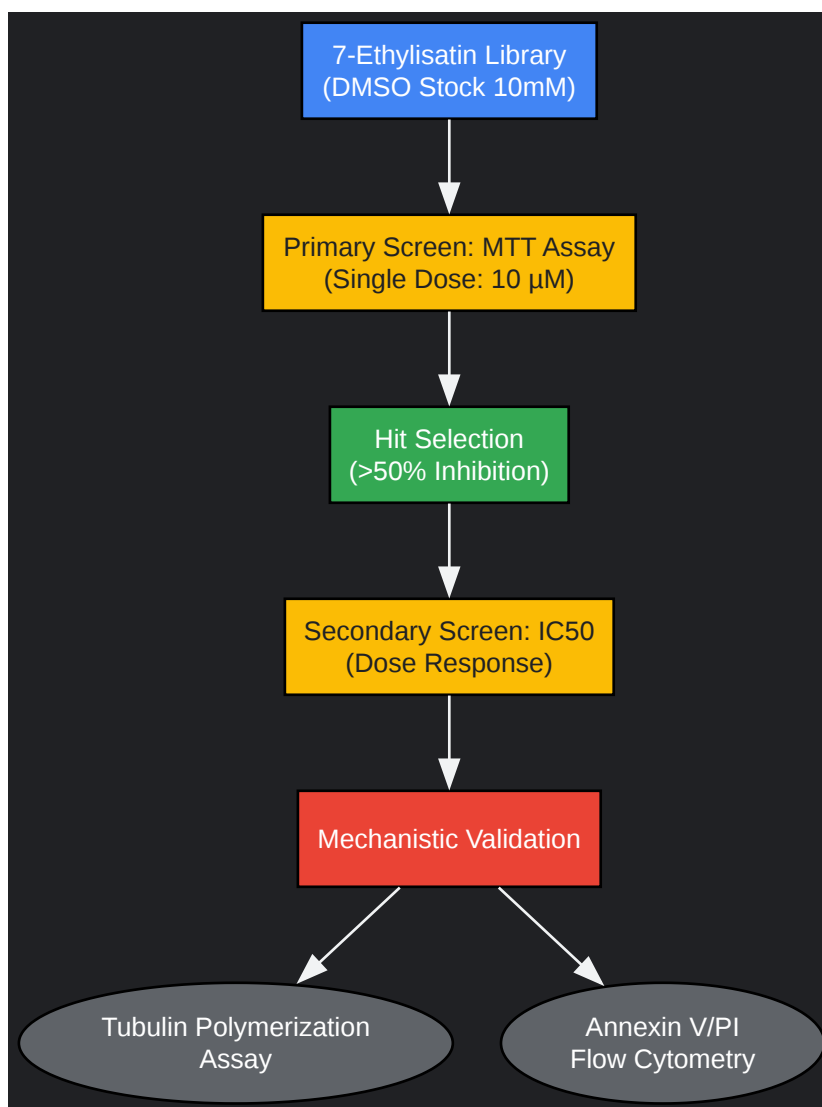 7-Ethylisatin Library
(DMSO Stock 10mM)
Primary Screen: MTT Assay
(Single Dose: 10 µM)
Hit Selection
(>50% Inhibition)
Secondary Screen: IC50
(Dose Response)
Mechanistic Validation
Tubulin Polymerization
Assay
Annexin V/PI
Flow Cytometry